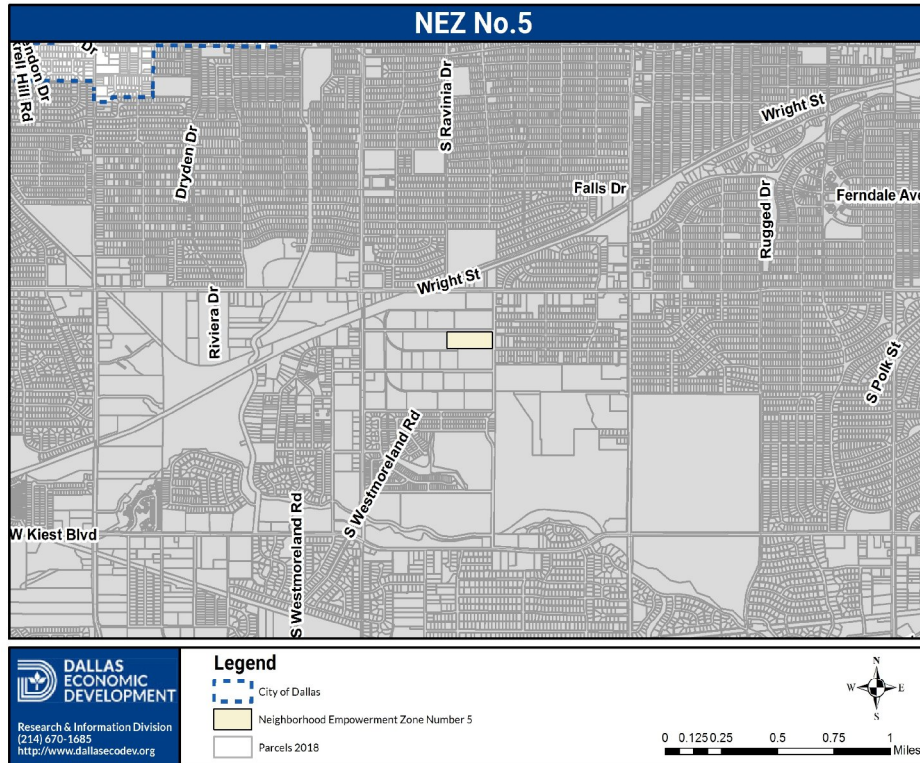 NEZ No.5
Dr
Wright St
S Ravinia Dr
Dryden Dr
Falls Dr
Ferndale Ave
Rugged Dr
Wright St
Riviera Dr
S Polk St
S Westmoreland Rd
W Kiest Blvd
S Westmoreland Rd
DALLAS
ECONOMIC
DEVELOPMENT
Research & Information Division
(214) 670-1685
http://www.dallasecodev.org
Legend
City of Dallas
Neighborhood Empowerment Zone Number 5
Parcels 2018
N
W E
S
0 0.125 0.25 0.5 0.75 1
Miles